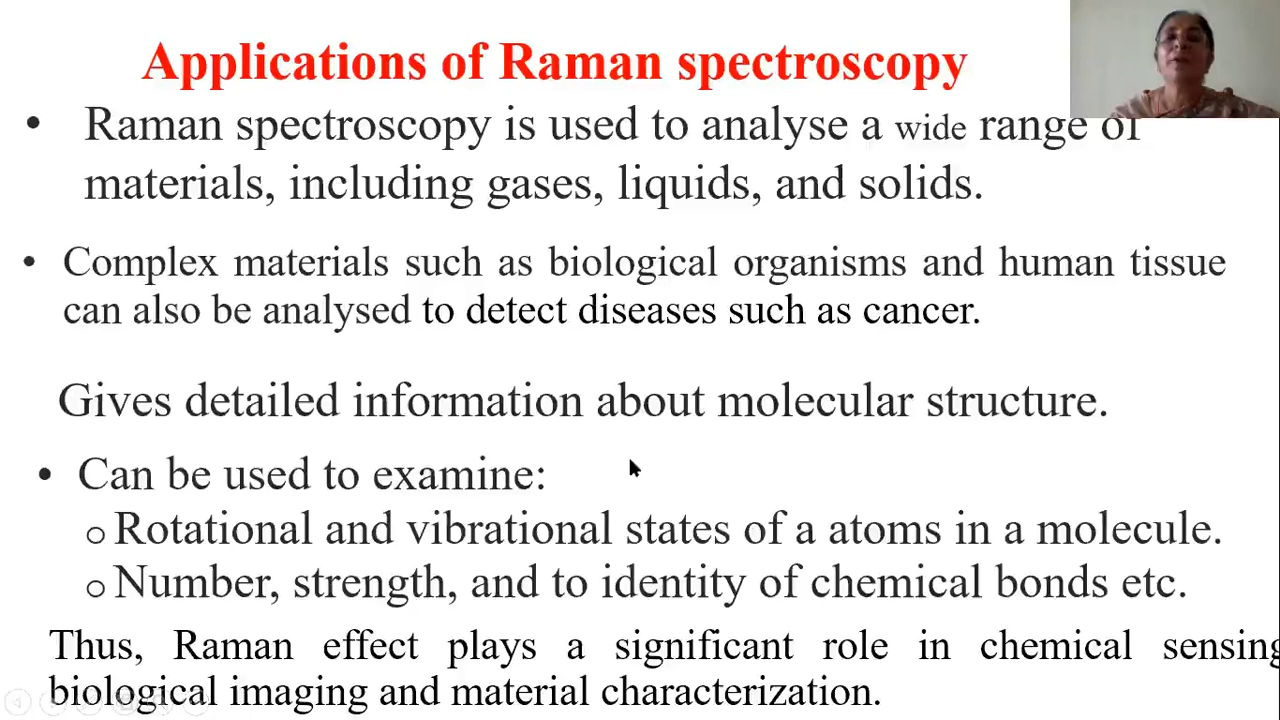 Applications of Raman spectroscopy
• Raman spectroscopy is used to analyse a wide range of
materials, including gases, liquids, and solids.
• Complex materials such as biological organisms and human tissue
can also be analysed to detect diseases such as cancer.
Gives detailed information about molecular structure.
• Can be used to examine:
o Rotational and vibrational states of a atoms in a molecule.
o Number, strength, and to identity of chemical bonds etc.
Thus, Raman effect plays a significant role in chemical sensing
biological imaging and material characterization.